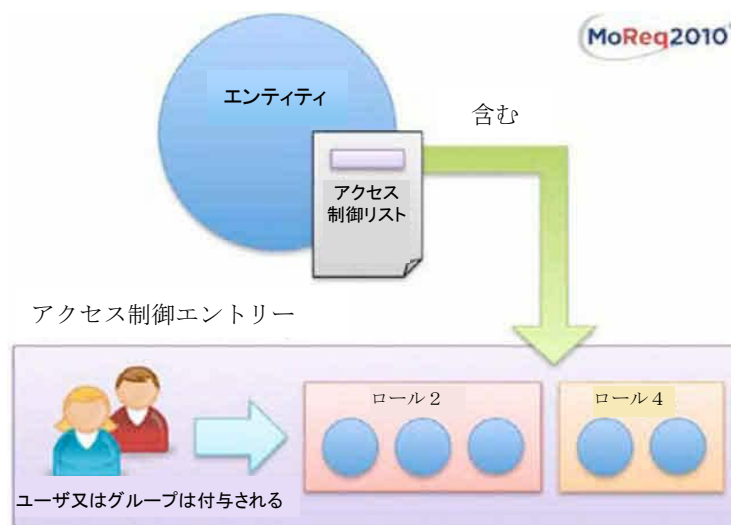 MoReq2010
エンティティ
含む
アクセス
制御リスト
アクセス制御エントリー
ロール２
ロール４
ユーザ又はグループは付与される